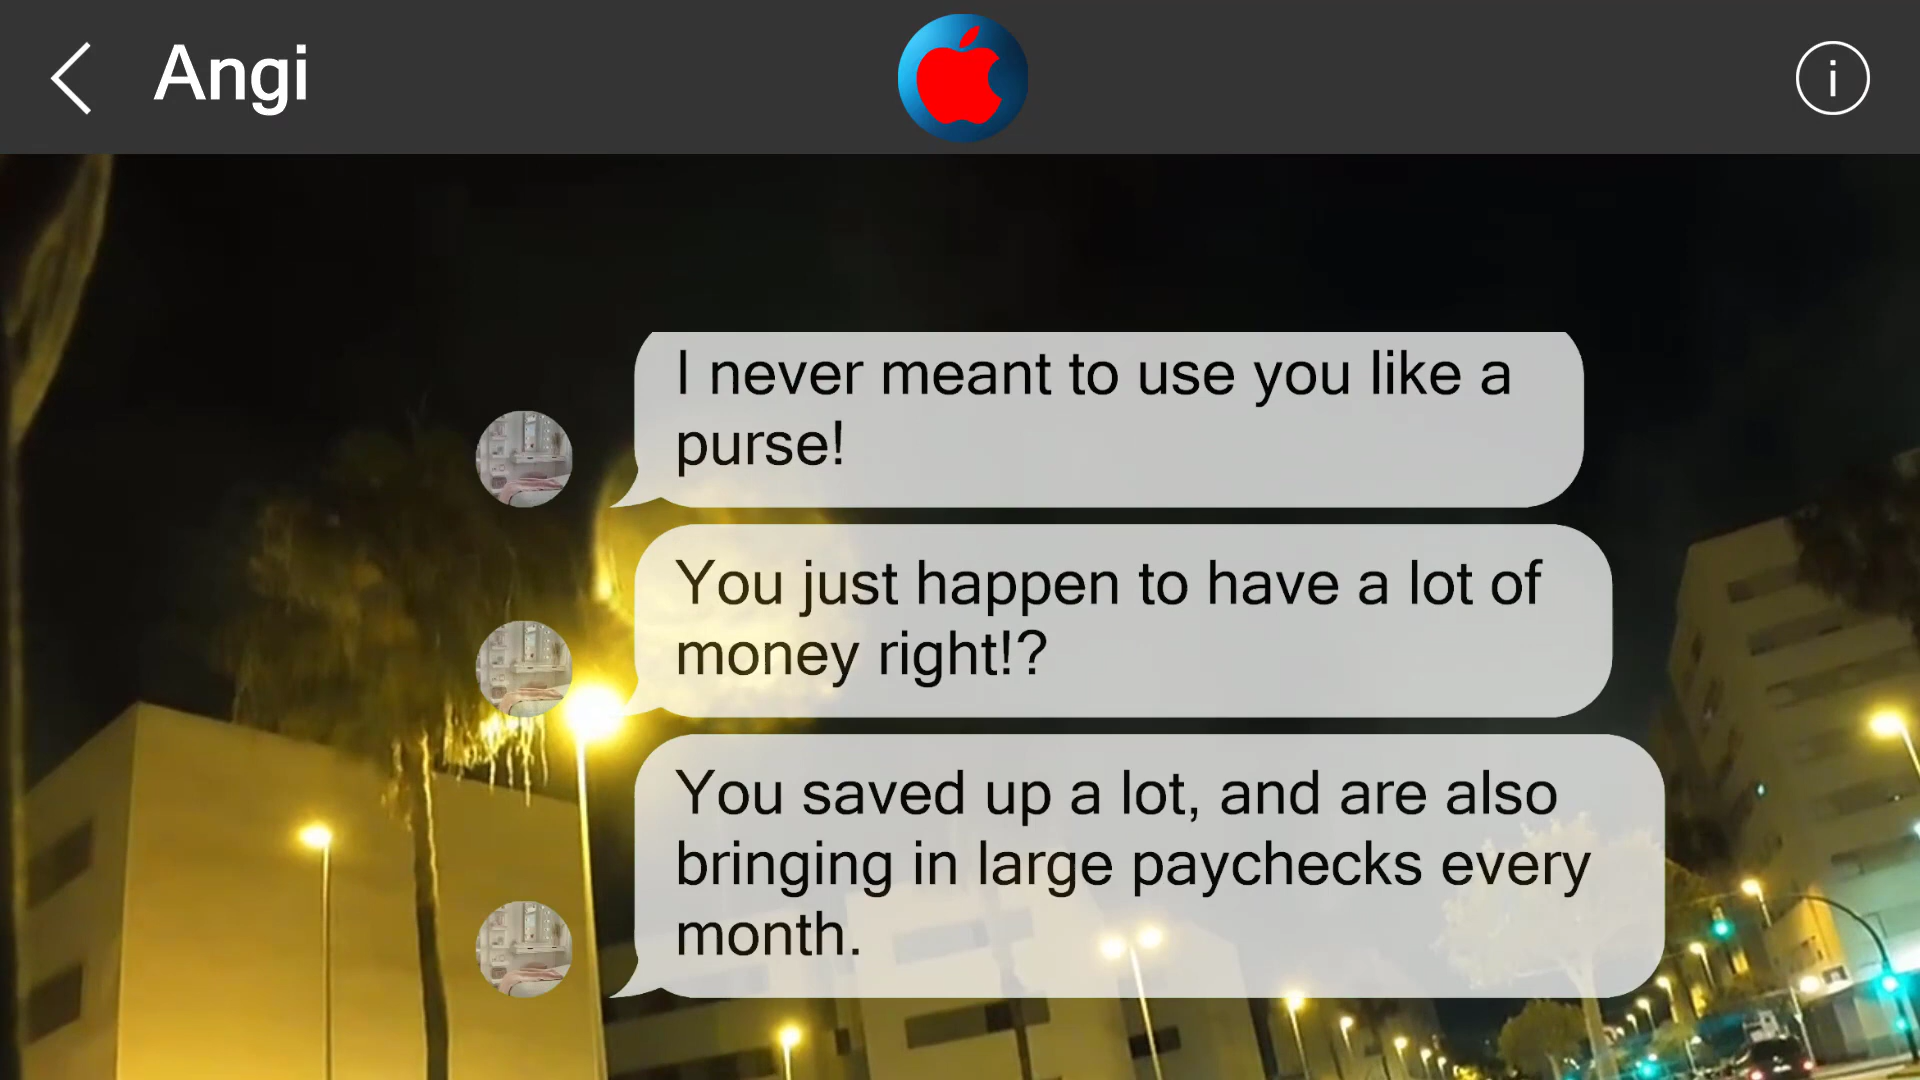 Angi
i
I never meant to use you like a
purse!
You just happen to have a lot of
money right!?
You saved up a lot, and are also
bringing in large paychecks every
month.